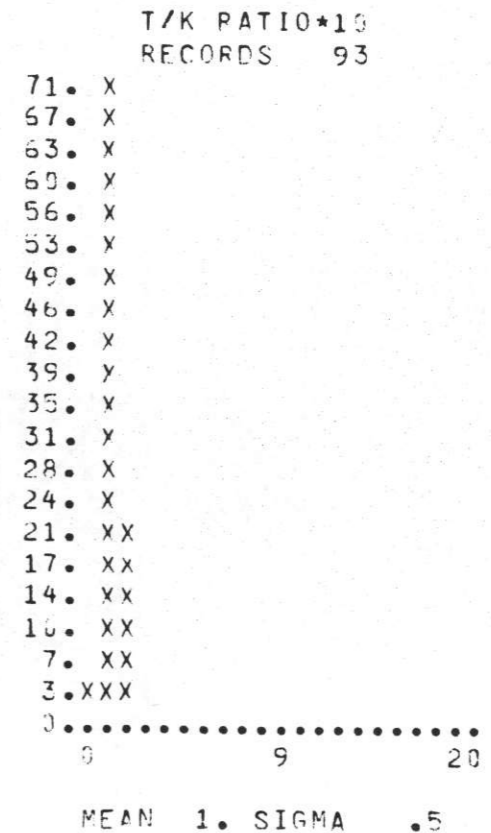 T/K RATIO*10
RECORDS 93
71. X
67. X
63. X
60. X
56. X
53. X
49. X
46. X
42. X
39. X
35. X
31. X
28. X
24. X
21. XX
17. XX
14. XX
10. XX
7. XX
3.XXX
0......................
0 9 20
MEAN 1. SIGMA .5